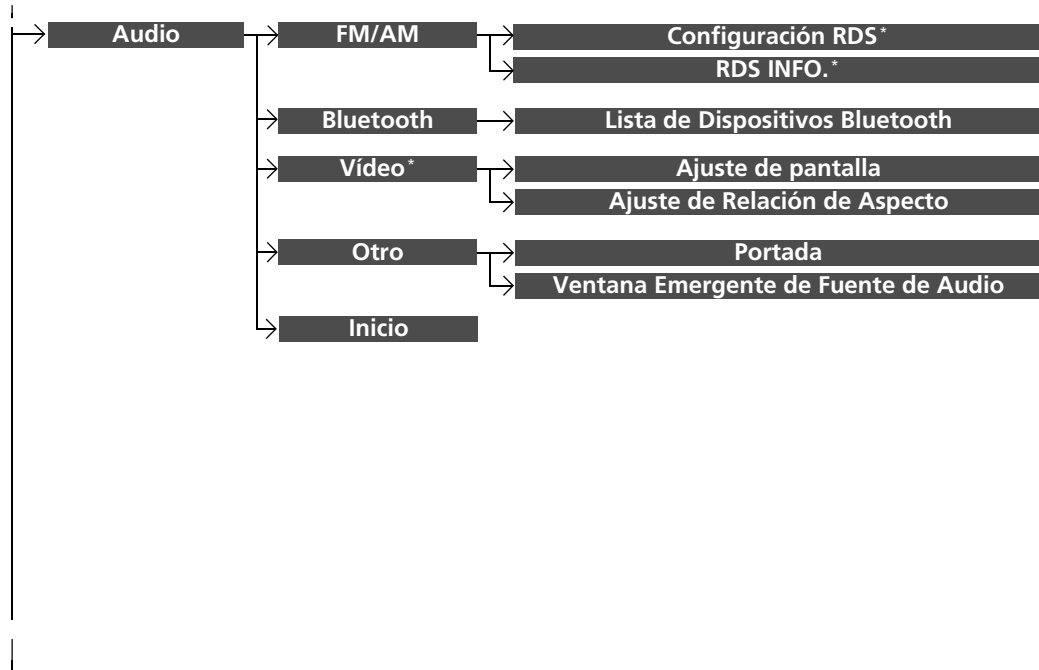 Audio
FM/AM
Configuración RDS*
RDS INFO.*
Bluetooth
Lista de Dispositivos Bluetooth
Vídeo*
Ajuste de pantalla
Ajuste de Relación de Aspecto
Otro
Portada
Ventana Emergente de Fuente de Audio
Inicio